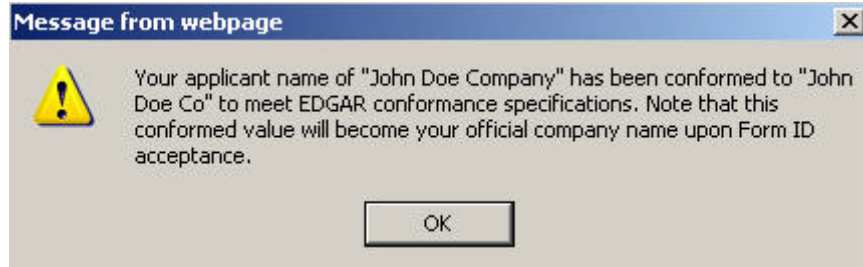 Message from webpage
Your applicant name of "John Doe Company" has been conformed to "John
Doe Co" to meet EDGAR conformance specifications. Note that this
conformed value will become your official company name upon Form ID
acceptance.
OK